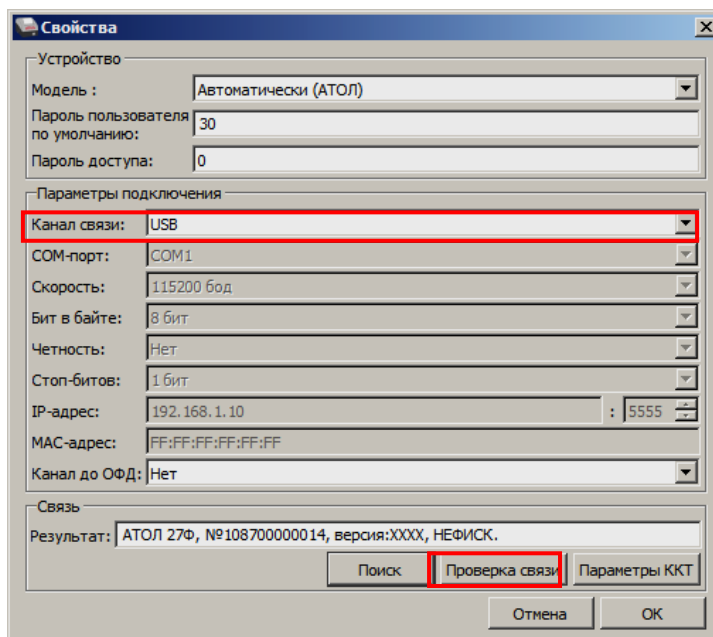 Свойства
Устройство
Модель : Автоматически (АТОЛ)
Пароль пользователя
по умолчанию: 30
Пароль доступа: 0
Параметры подключения
Канал связи: USB
COM-порт: COM1
Скорость: 115200 бод
Бит в байте: 8 бит
Четность: Нет
Стоп-битов: 1 бит
IP-адрес: 192.168.1.10 : 5555
MAC-адрес: FF:FF:FF:FF:FF:FF
Канал до ОФД: Нет
Связь
Результат: АТОЛ 27Ф, №108700000014, версия:XXXX, НЕФИСК.
Поиск Проверка связи Параметры ККТ
Отмена ОК